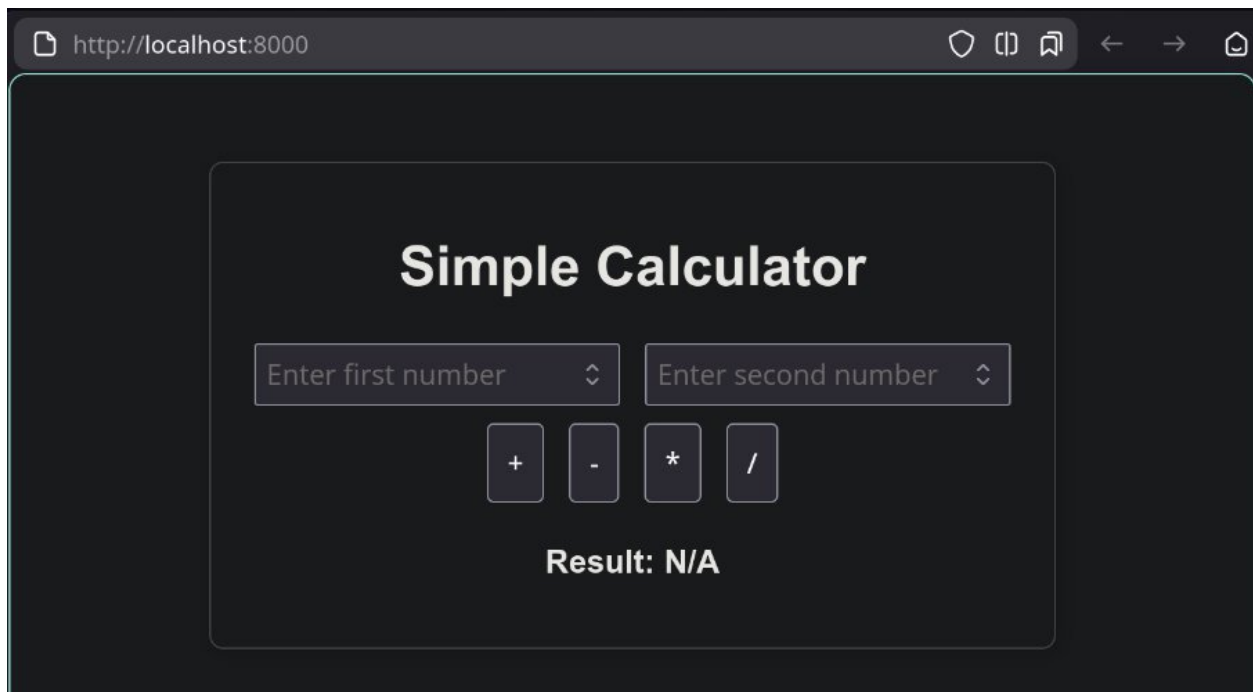 http://localhost:8000
Simple Calculator
Enter first number Enter second number
+ - * /
Result: N/A